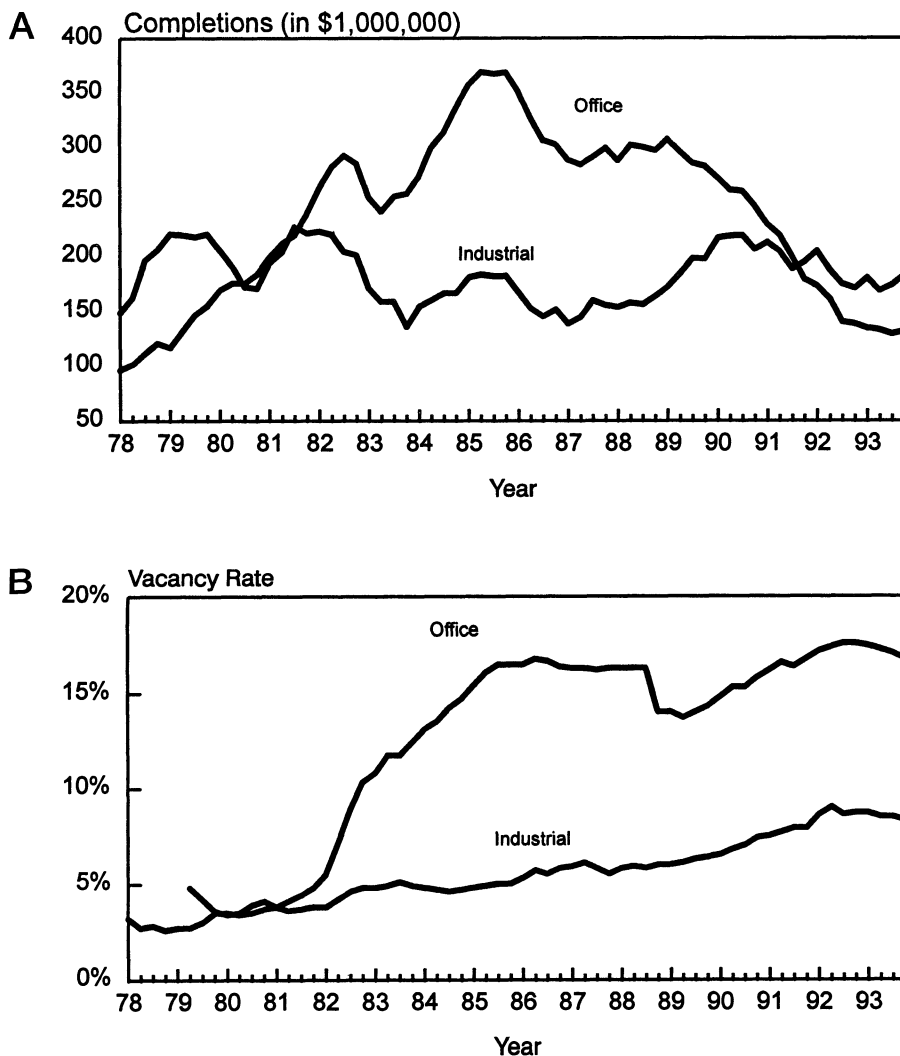 A
Completions (in $1,000,000)
400
350
300
250
200
150
100
50
Office
Industrial
78 79 80 81 82 83 84 85 86 87 88 89 90 91 92 93
Year
B
Vacancy Rate
20%
15%
10%
5%
0%
Office
Industrial
78 79 80 81 82 83 84 85 86 87 88 89 90 91 92 93
Year